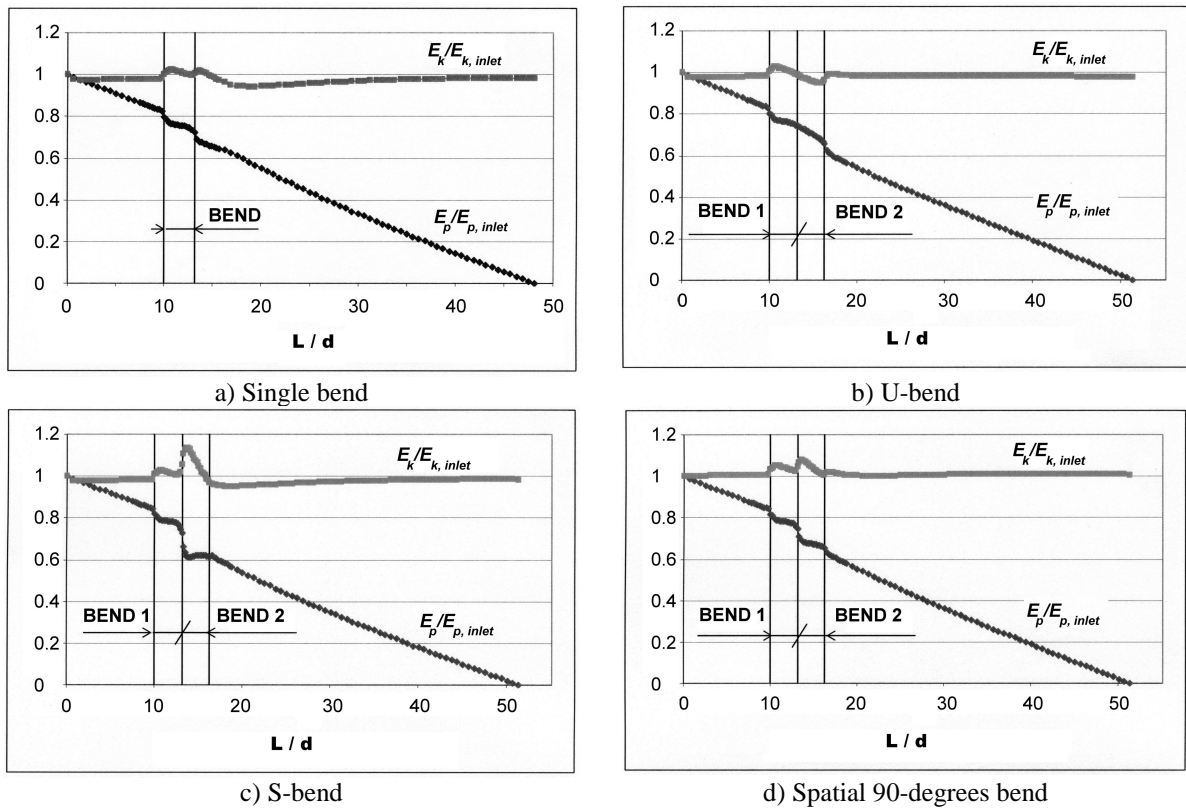 1.2
E_k/E_k, inlet
1
0.8
0.6
0.4
BEND
E_p/E_p, inlet
0.2
0
0 10 20 30 40 50
L / d
a) Single bend
1.2
E_k/E_k, inlet
1
0.8
0.6
0.4
BEND 1 BEND 2
E_p/E_p, inlet
0.2
0
0 10 20 30 40 50
L / d
b) U-bend
1.2
E_k/E_k, inlet
1
0.8
0.6
0.4
BEND 1 BEND 2
E_p/E_p, inlet
0.2
0
0 10 20 30 40 50
L / d
c) S-bend
1.2
E_k/E_k, inlet
1
0.8
0.6
0.4
BEND 1 BEND 2
E_p/E_p, inlet
0.2
0
0 10 20 30 40 50
L / d
d) Spatial 90-degrees bend